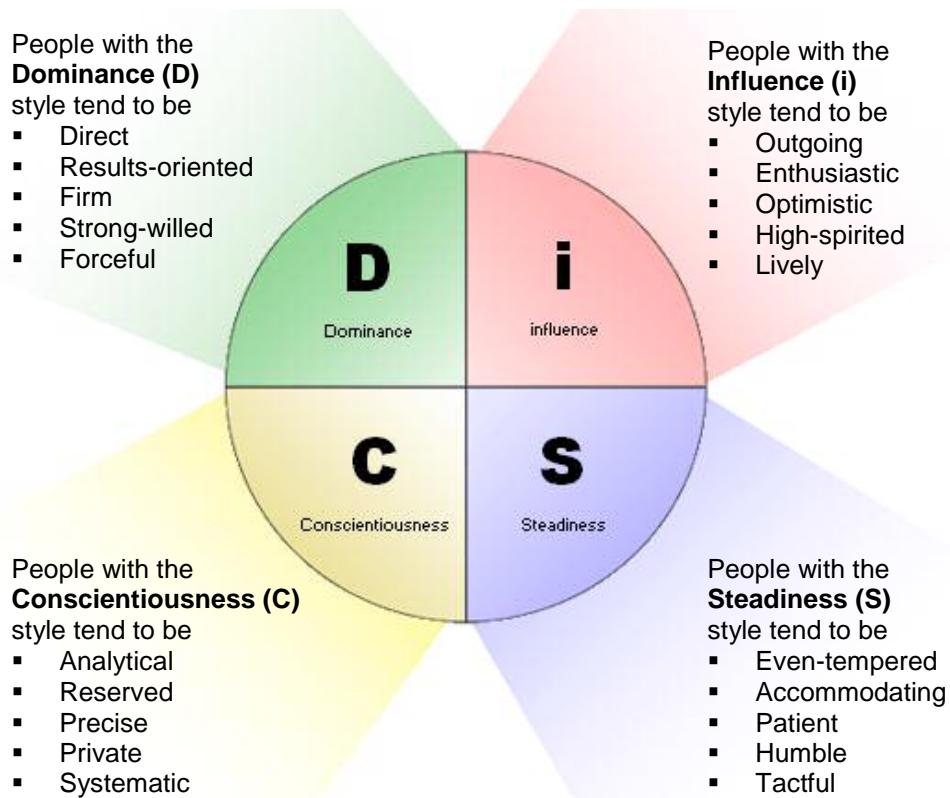 People with the
Dominance (D)
style tend to be
▪ Direct
▪ Results-oriented
▪ Firm
▪ Strong-willed
▪ Forceful
People with the
Influence (i)
style tend to be
▪ Outgoing
▪ Enthusiastic
▪ Optimistic
▪ High-spirited
▪ Lively
D
Dominance
i
influence
C
Conscientiousness
S
Steadiness
People with the
Conscientiousness (C)
style tend to be
▪ Analytical
▪ Reserved
▪ Precise
▪ Private
▪ Systematic
People with the
Steadiness (S)
style tend to be
▪ Even-tempered
▪ Accommodating
▪ Patient
▪ Humble
▪ Tactful